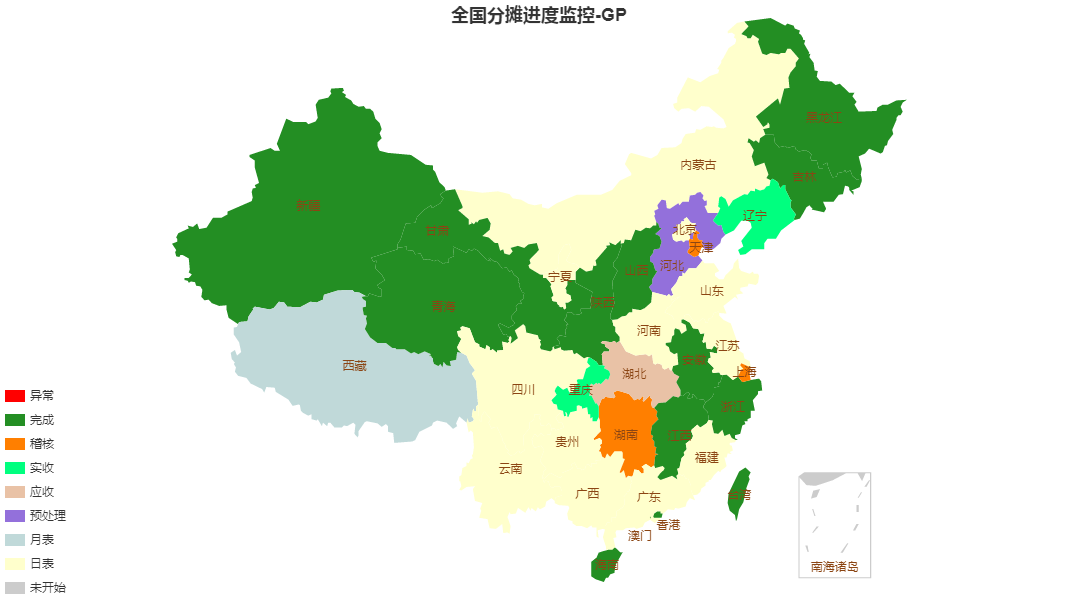 全国分摊进度监控-GP
黑龙江
内蒙古
吉林
新疆
辽宁
甘肃
北京
天津
河北
山西
宁夏
山东
陕西
青海
河南
江苏
安徽
西藏
湖北
上海
四川
重庆
浙江
湖南
江西
贵州
福建
云南
广西
广东
台湾
香港
澳门
海南
南海诸岛
异常
完成
稽核
实收
应收
预处理
月表
日表
未开始